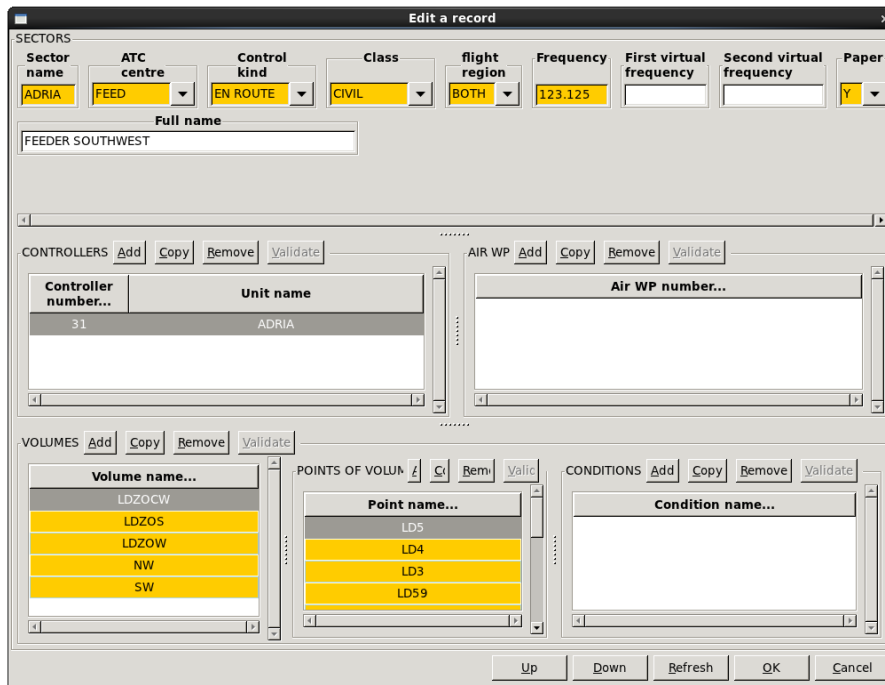 Edit a record
SECTORS
Sector name
ATC centre
Control kind
Class
flight region
Frequency
First virtual frequency
Second virtual frequency
Paper
ADRIA FEED EN ROUTE CIVIL BOTH 123.125 Y
Full name
FEEDER SOUTHWEST
CONTROLLERS Add Copy Remove Validate
Controller number... Unit name
31 ADRIA
AIR WP Add Copy Remove Validate
Air WP number...
VOLUMES Add Copy Remove Validate
Volume name...
LDZOCW
LDZOS
LDZOW
NW
SW
POINTS OF VOLUM A Co Rem Valid
Point name...
LD5
LD4
LD3
LD59
CONDITIONS Add Copy Remove Validate
Condition name...
Up Down Refresh OK Cancel